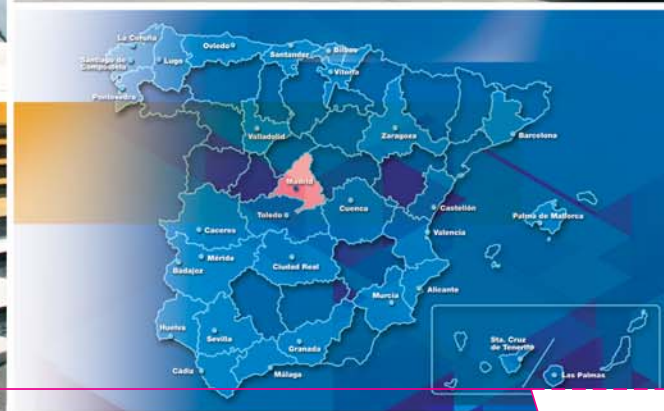 La Coruña
Oviedo
Santander
Bilbao
Santiago de
Compostela
Lugo
Vitoria
Pontevedra
Valladolid
Zaragoza
Barcelona
Madrid
Toledo
Cuenca
Castellón
Palma de Mallorca
Caceres
Valencia
Mérida
Badajoz
Ciudad Real
Alicante
Murcia
Huelva
Sevilla
Granada
Sta. Cruz
de Tenerife
Cádiz
Málaga
Las Palmas